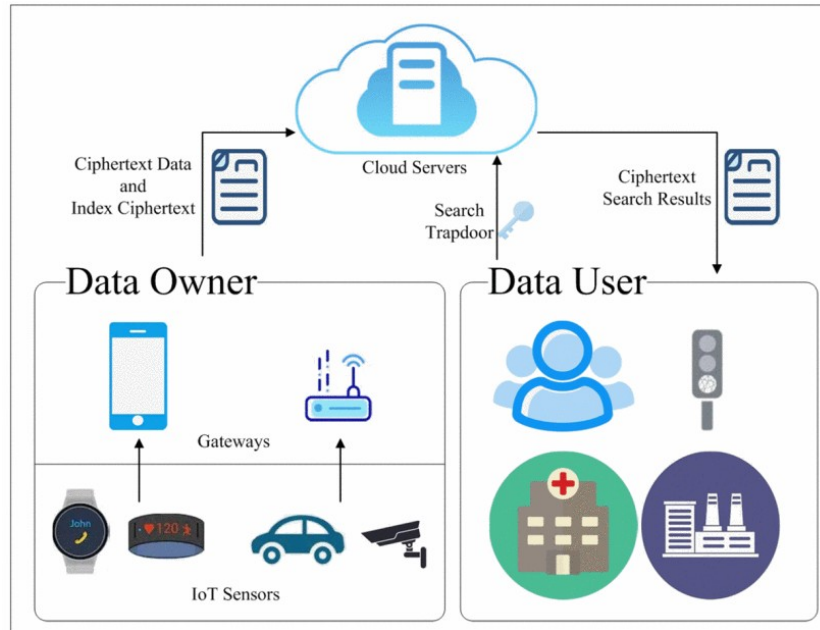 Cloud Servers
Ciphertext Data
and
Index Ciphertext
Search
Trapdoor
Ciphertext
Search Results
Data Owner
Gateways
John
120
IoT Sensors
Data User